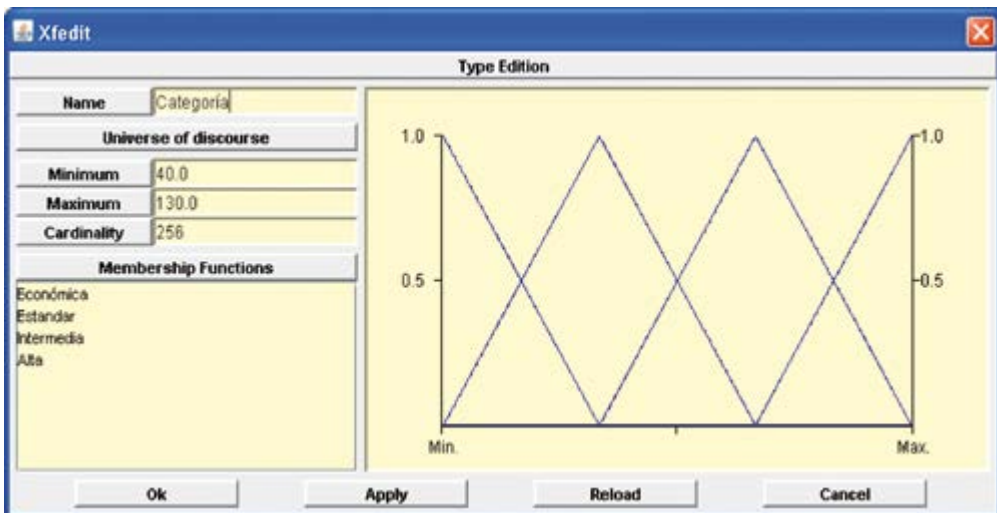 Xfedit
Type Edition
Name Categoría
Universe of discourse
Minimum 40.0
Maximum 130.0
Cardinality 256
Membership Functions
Económica
Estandar
Intermedia
Alta
1.0 1.0
0.5 0.5
Min. Max.
Ok Apply Reload Cancel